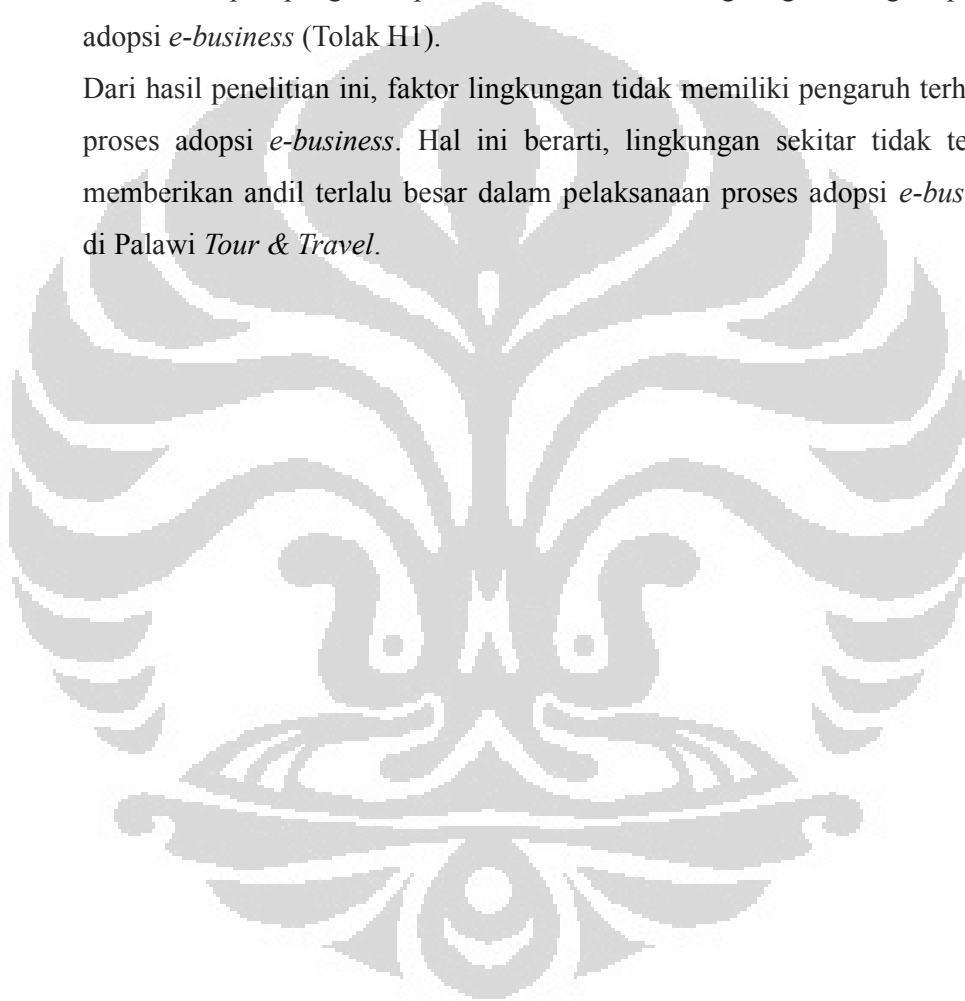 adopsi e-business (Tolak H1).
Dari hasil penelitian ini, faktor lingkungan tidak memiliki pengaruh terh
proses adopsi e-business. Hal ini berarti, lingkungan sekitar tidak te
memberikan andil terlalu besar dalam pelaksanaan proses adopsi e-bus
di Palawi Tour & Travel.